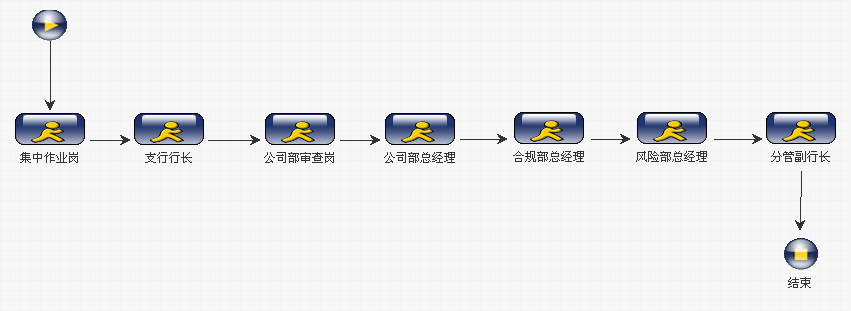 集中作业岗
支行行长
公司部审查岗
公司部总经理
合规部总经理
风险部总经理
分管副行长
结束